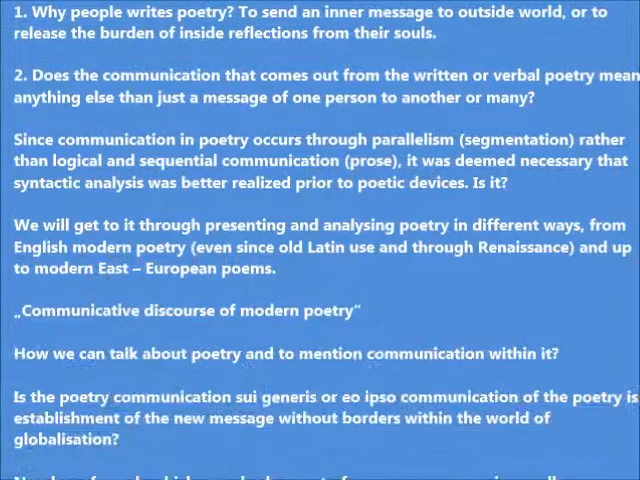 1. Why people writes poetry? To send an inner message to outside world, or to
release the burden of inside reflections from their souls.
2. Does the communication that comes out from the written or verbal poetry mean
anything else than just a message of one person to another or many?
Since communication in poetry occurs through parallelism (segmentation) rather
than logical and sequential communication (prose), it was deemed necessary that
syntactic analysis was better realized prior to poetic devices. Is it?
We will get to it through presenting and analysing poetry in different ways, from
English modern poetry (even since old Latin use and through Renaissance) and up
to modern East – European poems.
„Communicative discourse of modern poetry”
How we can talk about poetry and to mention communication within it?
Is the poetry communication sui generis or eo ipso communication of the poetry is
establishment of the new message without borders within the world of
globalisation?